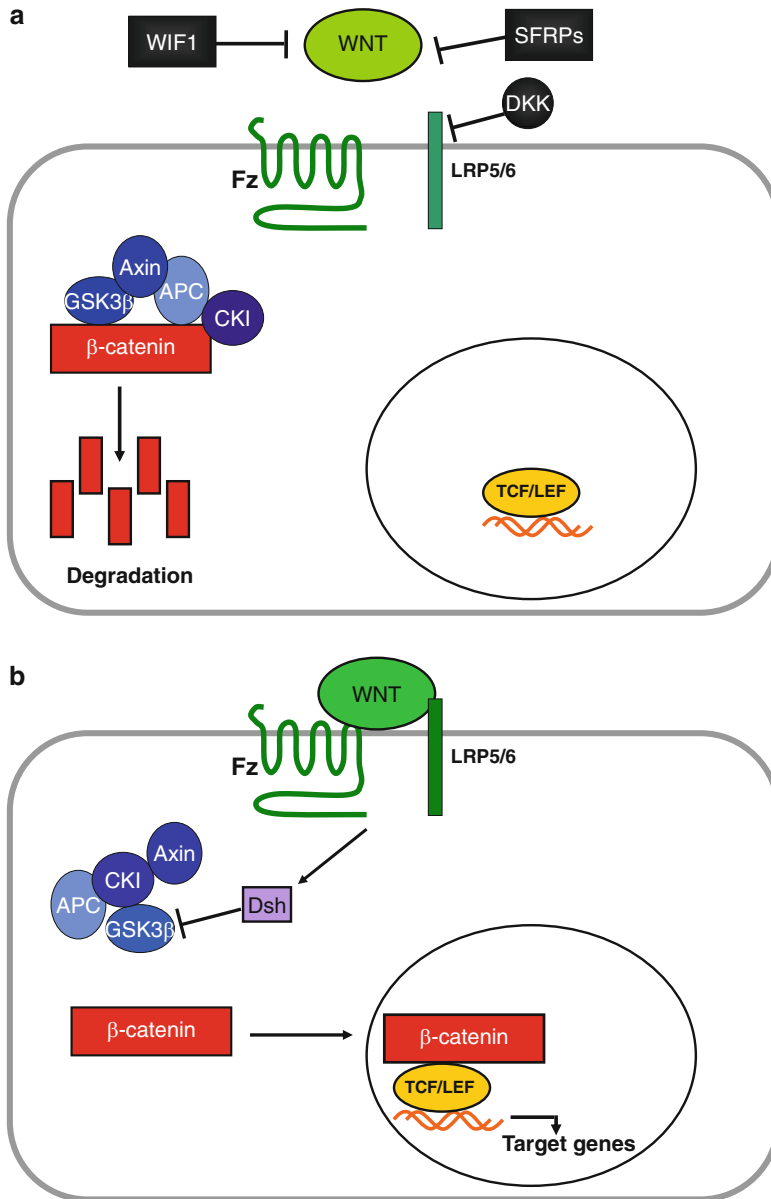 a
WIF1
WNT
SFRPs
DKK
Fz
LRP5/6
Axin
GSK3β
APC
CKI
β-catenin
TCF/LEF
Degradation
b
WNT
Fz
LRP5/6
Axin
CKI
APC
GSK3β
Dsh
β-catenin
β-catenin
TCF/LEF
Target genes